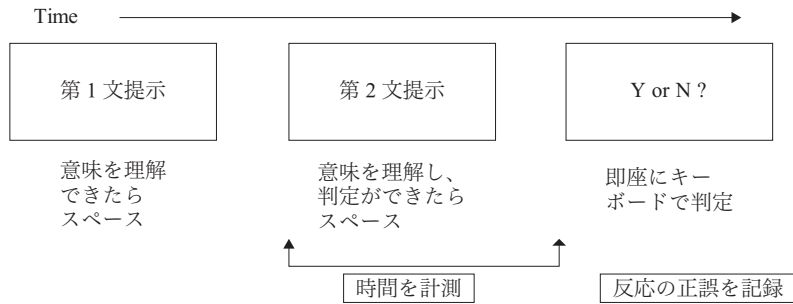 Time
第 1 文提示
第 2 文提示
Y or N ?
意味を理解
できたら
スペース
意味を理解し、
判定ができたら
スペース
即座にキー
ボードで判定
時間を計測
反応の正誤を記録